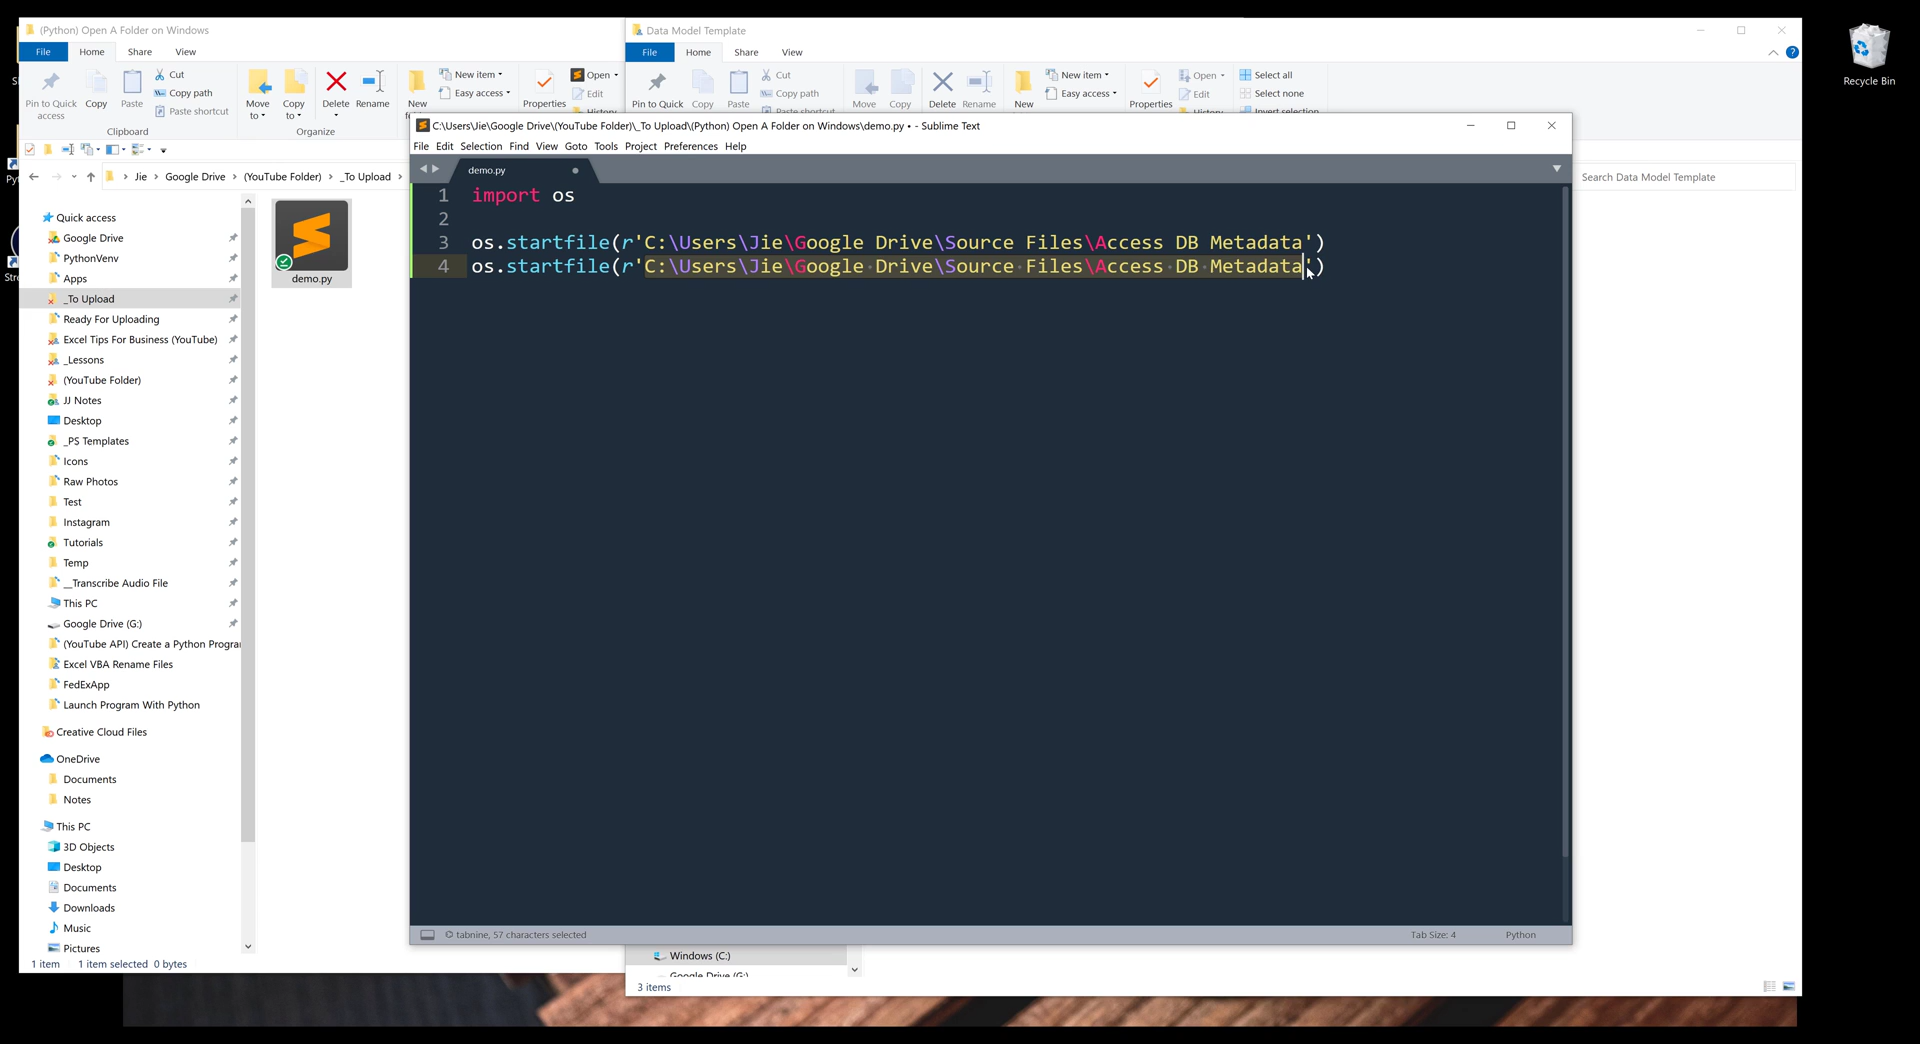 (Python) Open A Folder on Windows
File Home Share View
Pin to Quick access
Copy
Paste
Cut
Copy path
Paste shortcut
Clipboard
Move to
Copy to
Delete
Rename
Organize
New
New item
Easy access
Properties
Open
Edit
History
Jie > Google Drive > (YouTube Folder) > _To Upload >
Quick access
Google Drive
PythonVenv
Apps
_To Upload
Ready For Uploading
Excel Tips For Business (YouTube)
_Lessons
(YouTube Folder)
JJ Notes
Desktop
_PS Templates
Icons
Raw Photos
Test
Instagram
Tutorials
Temp
__Transcribe Audio File
This PC
Google Drive (G:)
(YouTube API) Create a Python Progra
Excel VBA Rename Files
FedExApp
Launch Program With Python
Creative Cloud Files
OneDrive
Documents
Notes
This PC
3D Objects
Desktop
Documents
Downloads
Music
Pictures
1 item 1 item selected 0 bytes
demo.py
Data Model Template
File Home Share View
Pin to Quick
Copy
Paste
Cut
Copy path
Paste shortcut
Move
Copy
Delete
Rename
New
New item
Easy access
Properties
Open
Edit
History
Select all
Select none
Invert selection
Search Data Model Template
C:\Users\Jie\Google Drive\(YouTube Folder)\_To Upload\(Python) Open A Folder on Windows\demo.py • - Sublime Text
File Edit Selection Find View Goto Tools Project Preferences Help
demo.py
1 import os
2
3 os.startfile(r'C:\Users\Jie\Google Drive\Source Files\Access DB Metadata')
4 os.startfile(r'C:\Users\Jie\Google Drive\Source Files\Access DB Metadata')
tabnine, 57 characters selected
Tab Size: 4 Python
Windows (C:)
Google Drive (G:)
3 items
Recycle Bin